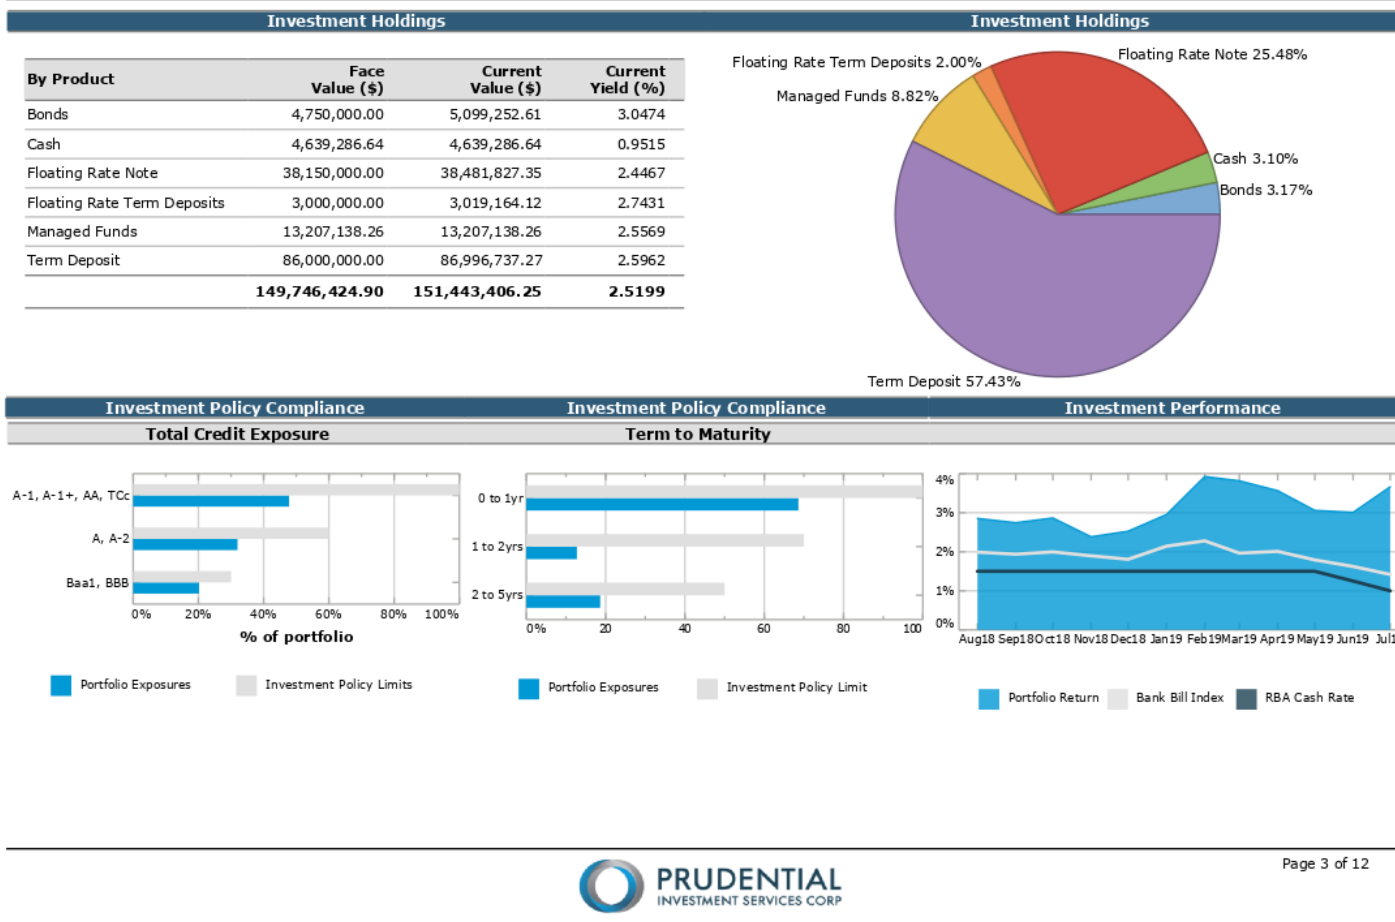 Investment Holdings
Investment Holdings
By Product Face Value ($) Current Value ($) Current Yield (%)
Bonds 4,750,000.00 5,099,252.61 3.0474
Cash 4,639,286.64 4,639,286.64 0.9515
Floating Rate Note 38,150,000.00 38,481,827.35 2.4467
Floating Rate Term Deposits 3,000,000.00 3,019,164.12 2.7431
Managed Funds 13,207,138.26 13,207,138.26 2.5569
Term Deposit 86,000,000.00 86,996,737.27 2.5962
149,746,424.90 151,443,406.25 2.5199
Floating Rate Note 25.48%
Floating Rate Term Deposits 2.00%
Managed Funds 8.82%
Cash 3.10%
Bonds 3.17%
Term Deposit 57.43%
Investment Policy Compliance
Total Credit Exposure
A-1, A-1+, AA, TCc
A, A-2
Baa1, BBB
0% 20% 40% 60% 80% 100%
% of portfolio
Portfolio Exposures Investment Policy Limits
Investment Policy Compliance
Term to Maturity
0 to 1yr
1 to 2yrs
2 to 5yrs
0% 20 40 60 80 100
Portfolio Exposures Investment Policy Limit
Investment Performance
4%
3%
2%
1%
0%
Aug18 Sep18 Oct18 Nov18 Dec18 Jan19 Feb19 Mar19 Apr19 May19 Jun19 Jul1
Portfolio Return Bank Bill Index RBA Cash Rate
Page 3 of 12
PRUDENTIAL
INVESTMENT SERVICES CORP